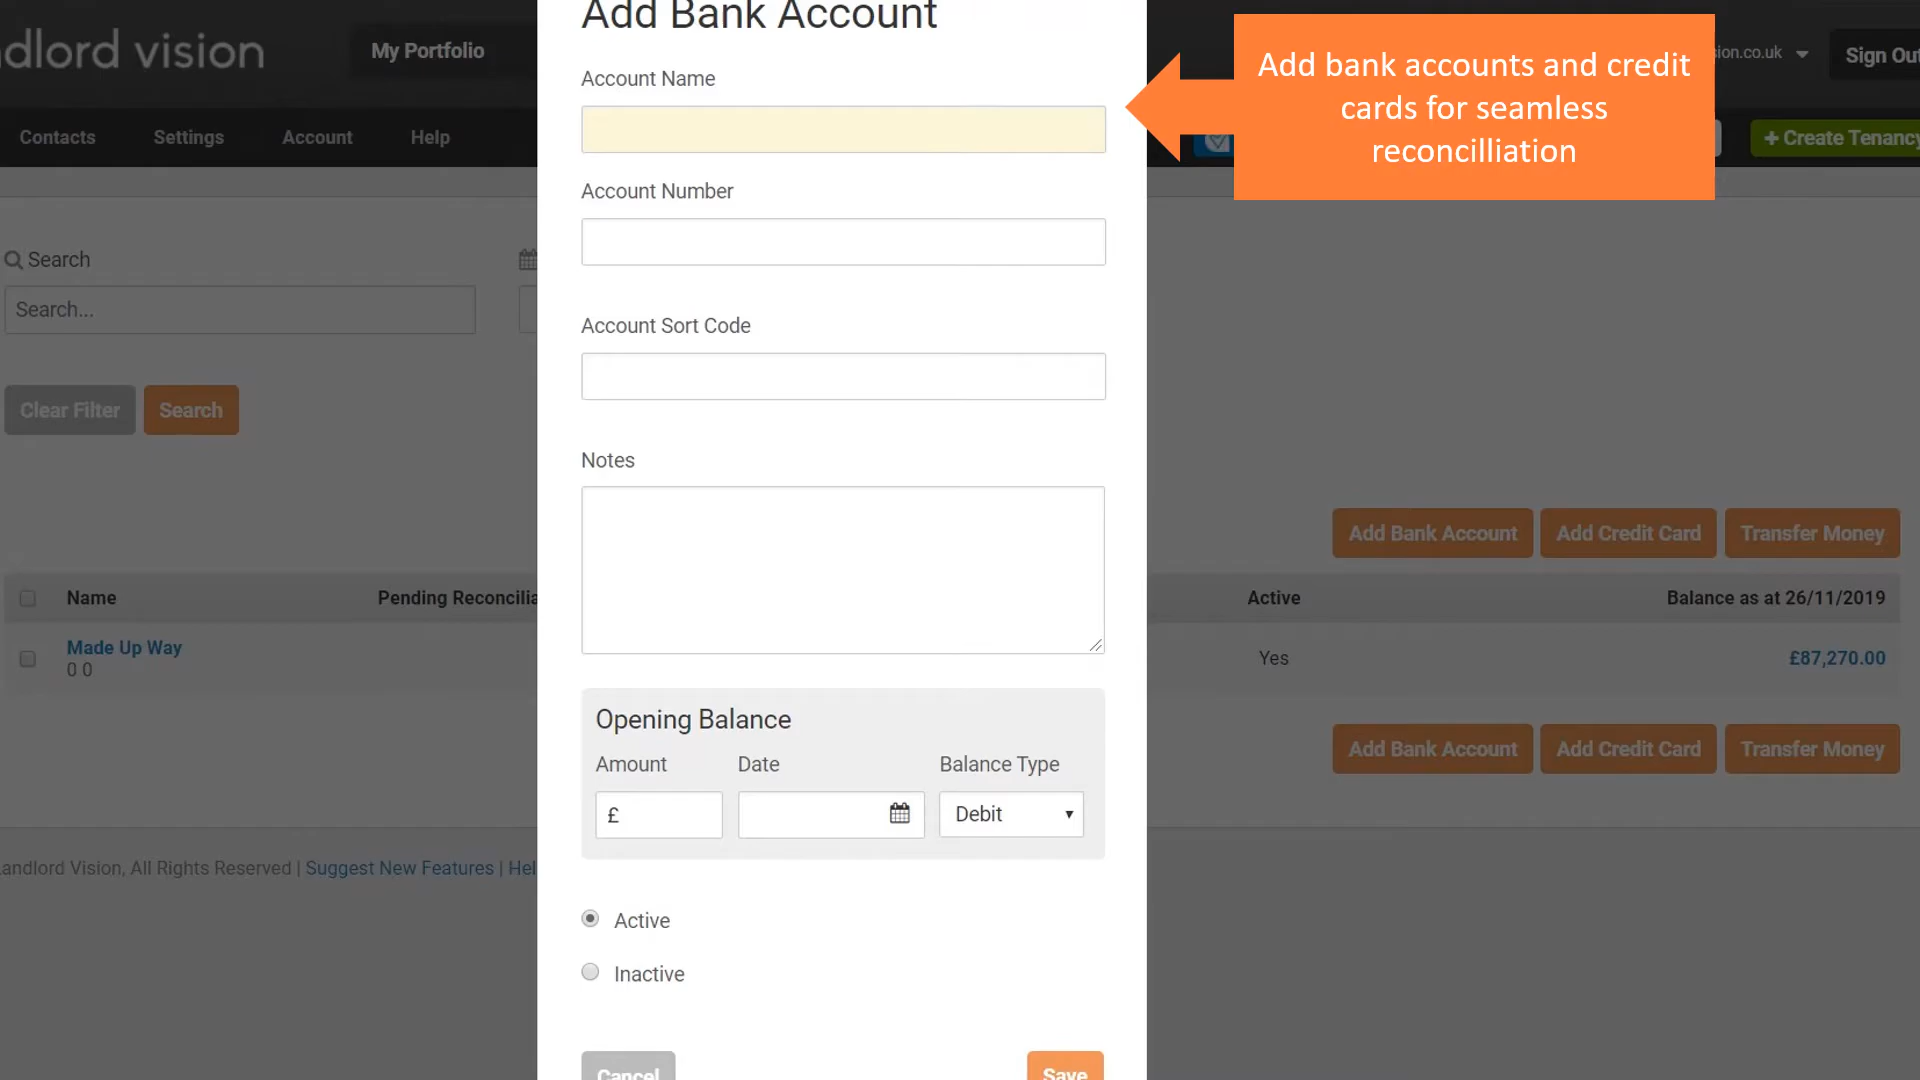 Add Bank Account
Add bank accounts and credit
cards for seamless
reconcilliation
dlord vision
My Portfolio
sion.co.uk
Sign Out
Contacts
Settings
Account
Help
+ Create Tenancy
Account Name
Account Number
Search
Search...
Account Sort Code
Clear Filter
Search
Notes
Add Bank Account
Add Credit Card
Transfer Money
Name
Pending Reconcilia
Active
Balance as at 26/11/2019
Made Up Way
0 0
Yes
£87,270.00
Opening Balance
Amount
Date
Balance Type
£
Debit
Add Bank Account
Add Credit Card
Transfer Money
andlord Vision, All Rights Reserved | Suggest New Features | Hel
Active
Inactive
Cancel
Save